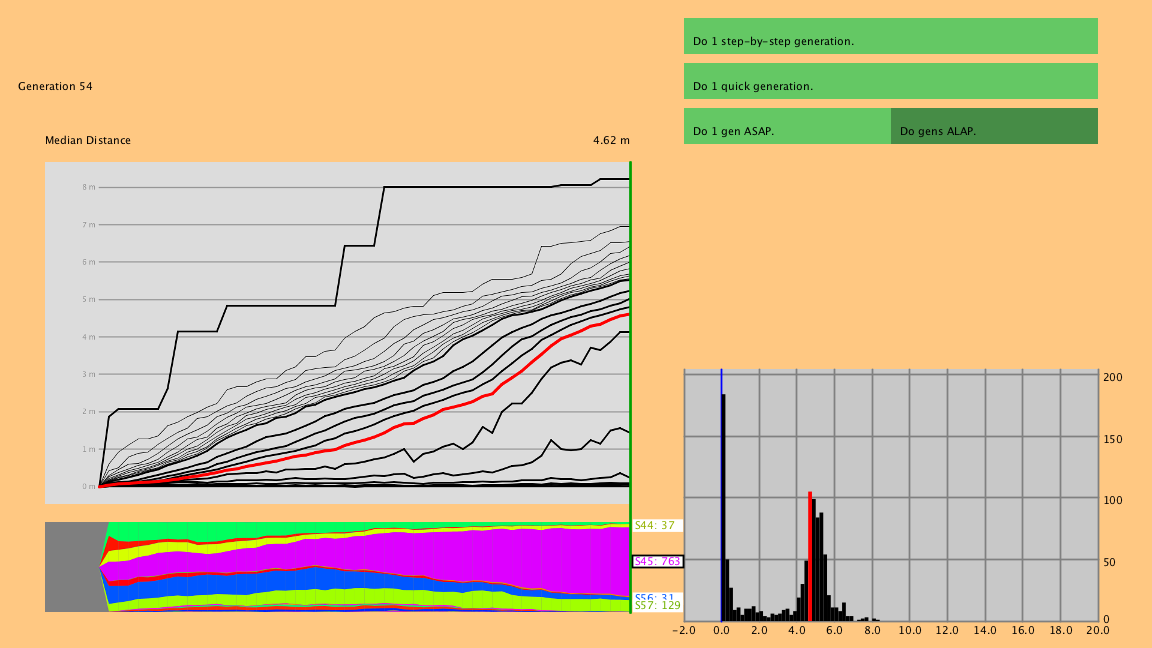 Do 1 step-by-step generation.
Generation 54
Do 1 quick generation.
Do 1 gen ASAP.
Do gens ALAP.
Median Distance
4.62 m
8 m
7 m
6 m
5 m
4 m
3 m
2 m
1 m
0 m
200
150
100
50
0
S44: 37
S45: 763
S56: 31
S57: 129
-2.0 0.0 2.0 4.0 6.0 8.0 10.0 12.0 14.0 16.0 18.0 20.0